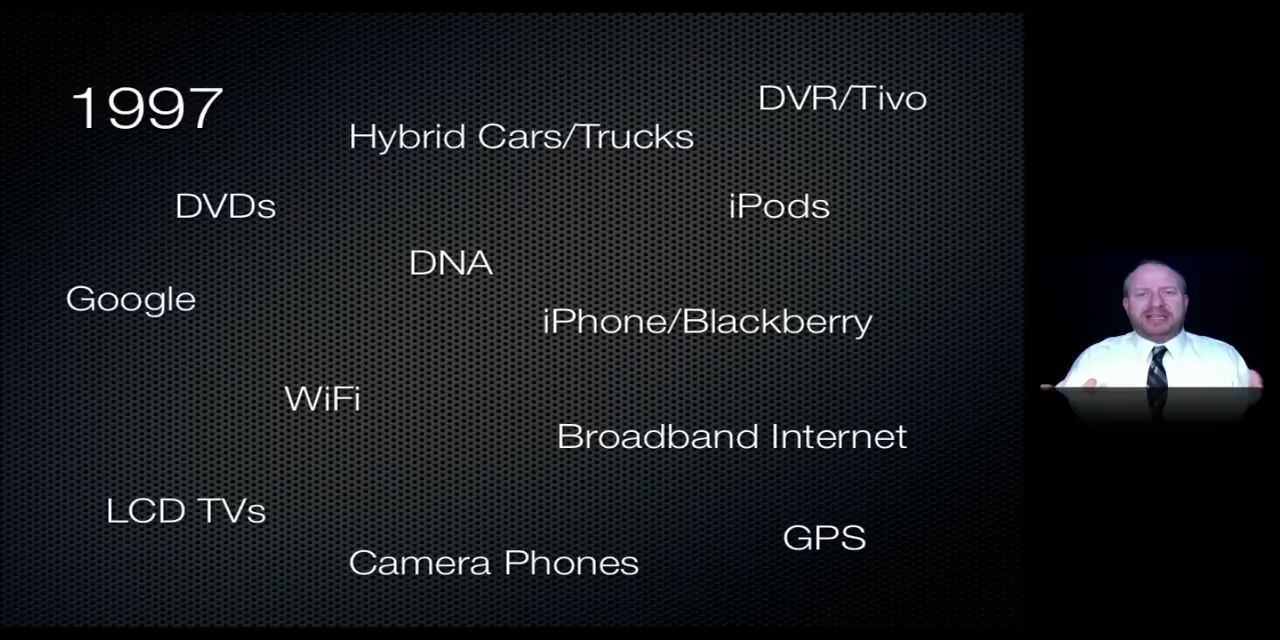 1997
DVR/Tivo
Hybrid Cars/Trucks
DVDs
iPods
DNA
Google
iPhone/Blackberry
WiFi
Broadband Internet
LCD TVs
GPS
Camera Phones